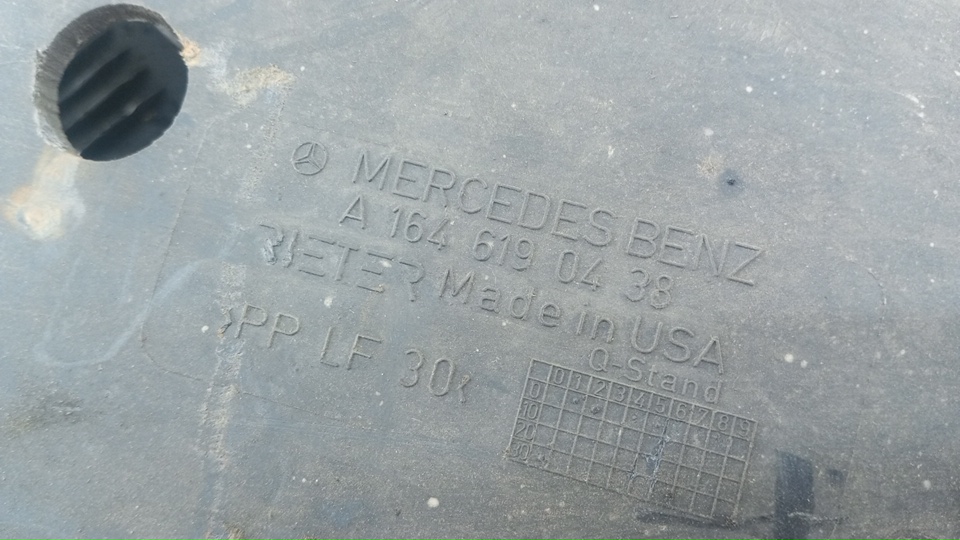 MERCEDES BENZ
A 164 619 04 38
RIETER Made in USA
>PP LF 30<
Q-Stand
0 1 2 3 4 5 6 7 8 9
0
10
20
30